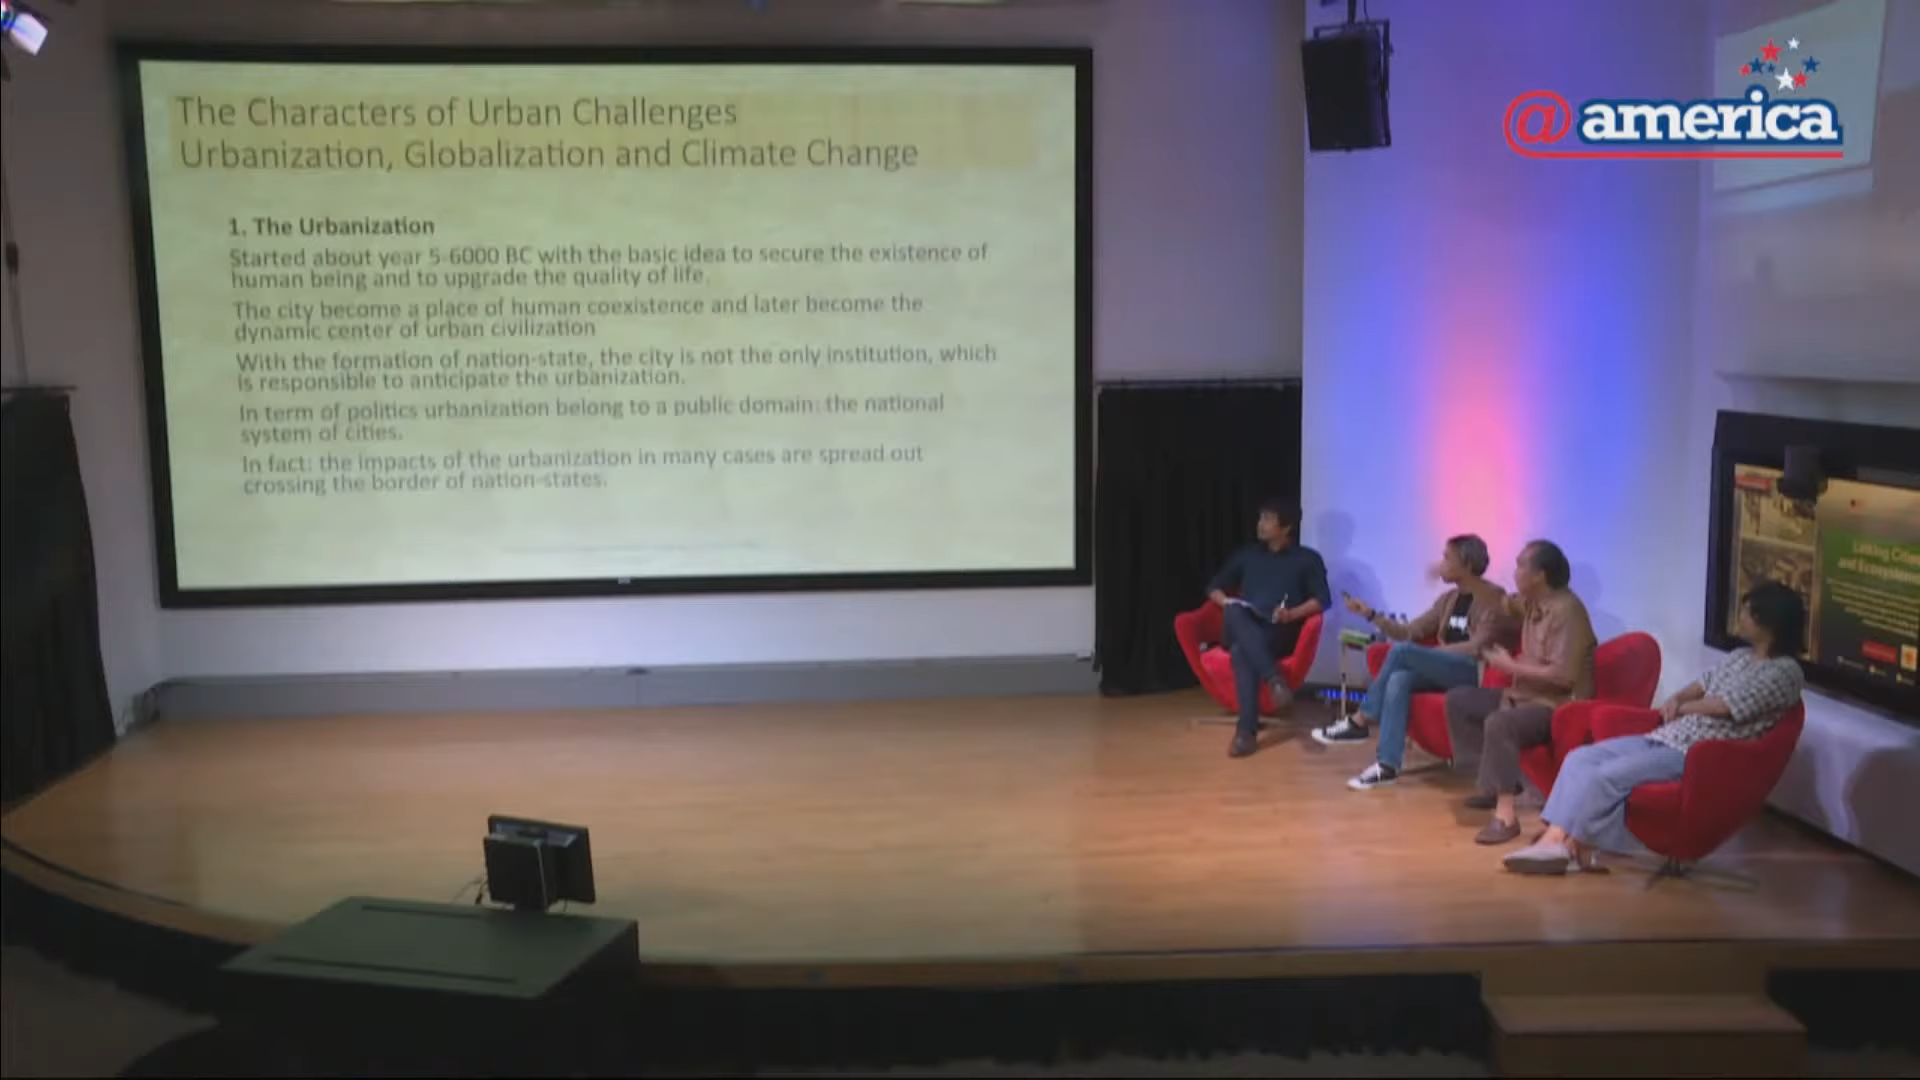 The Characters of Urban Challenges
Urbanization, Globalization and Climate Change
1. The Urbanization
Started about year 5-6000 BC with the basic idea to secure the existence of
human being and to upgrade the quality of life.
The city become a place of human coexistence and later become the
dynamic center of urban civilization
With the formation of nation-state, the city is not the only institution, which
is responsible to anticipate the urbanization.
In term of politics urbanization belong to a public domain: the national
system of cities.
In fact: the impacts of the urbanization in many cases are spread out
crossing the border of nation-states.
@america
Linking Cities
and Ecosystems